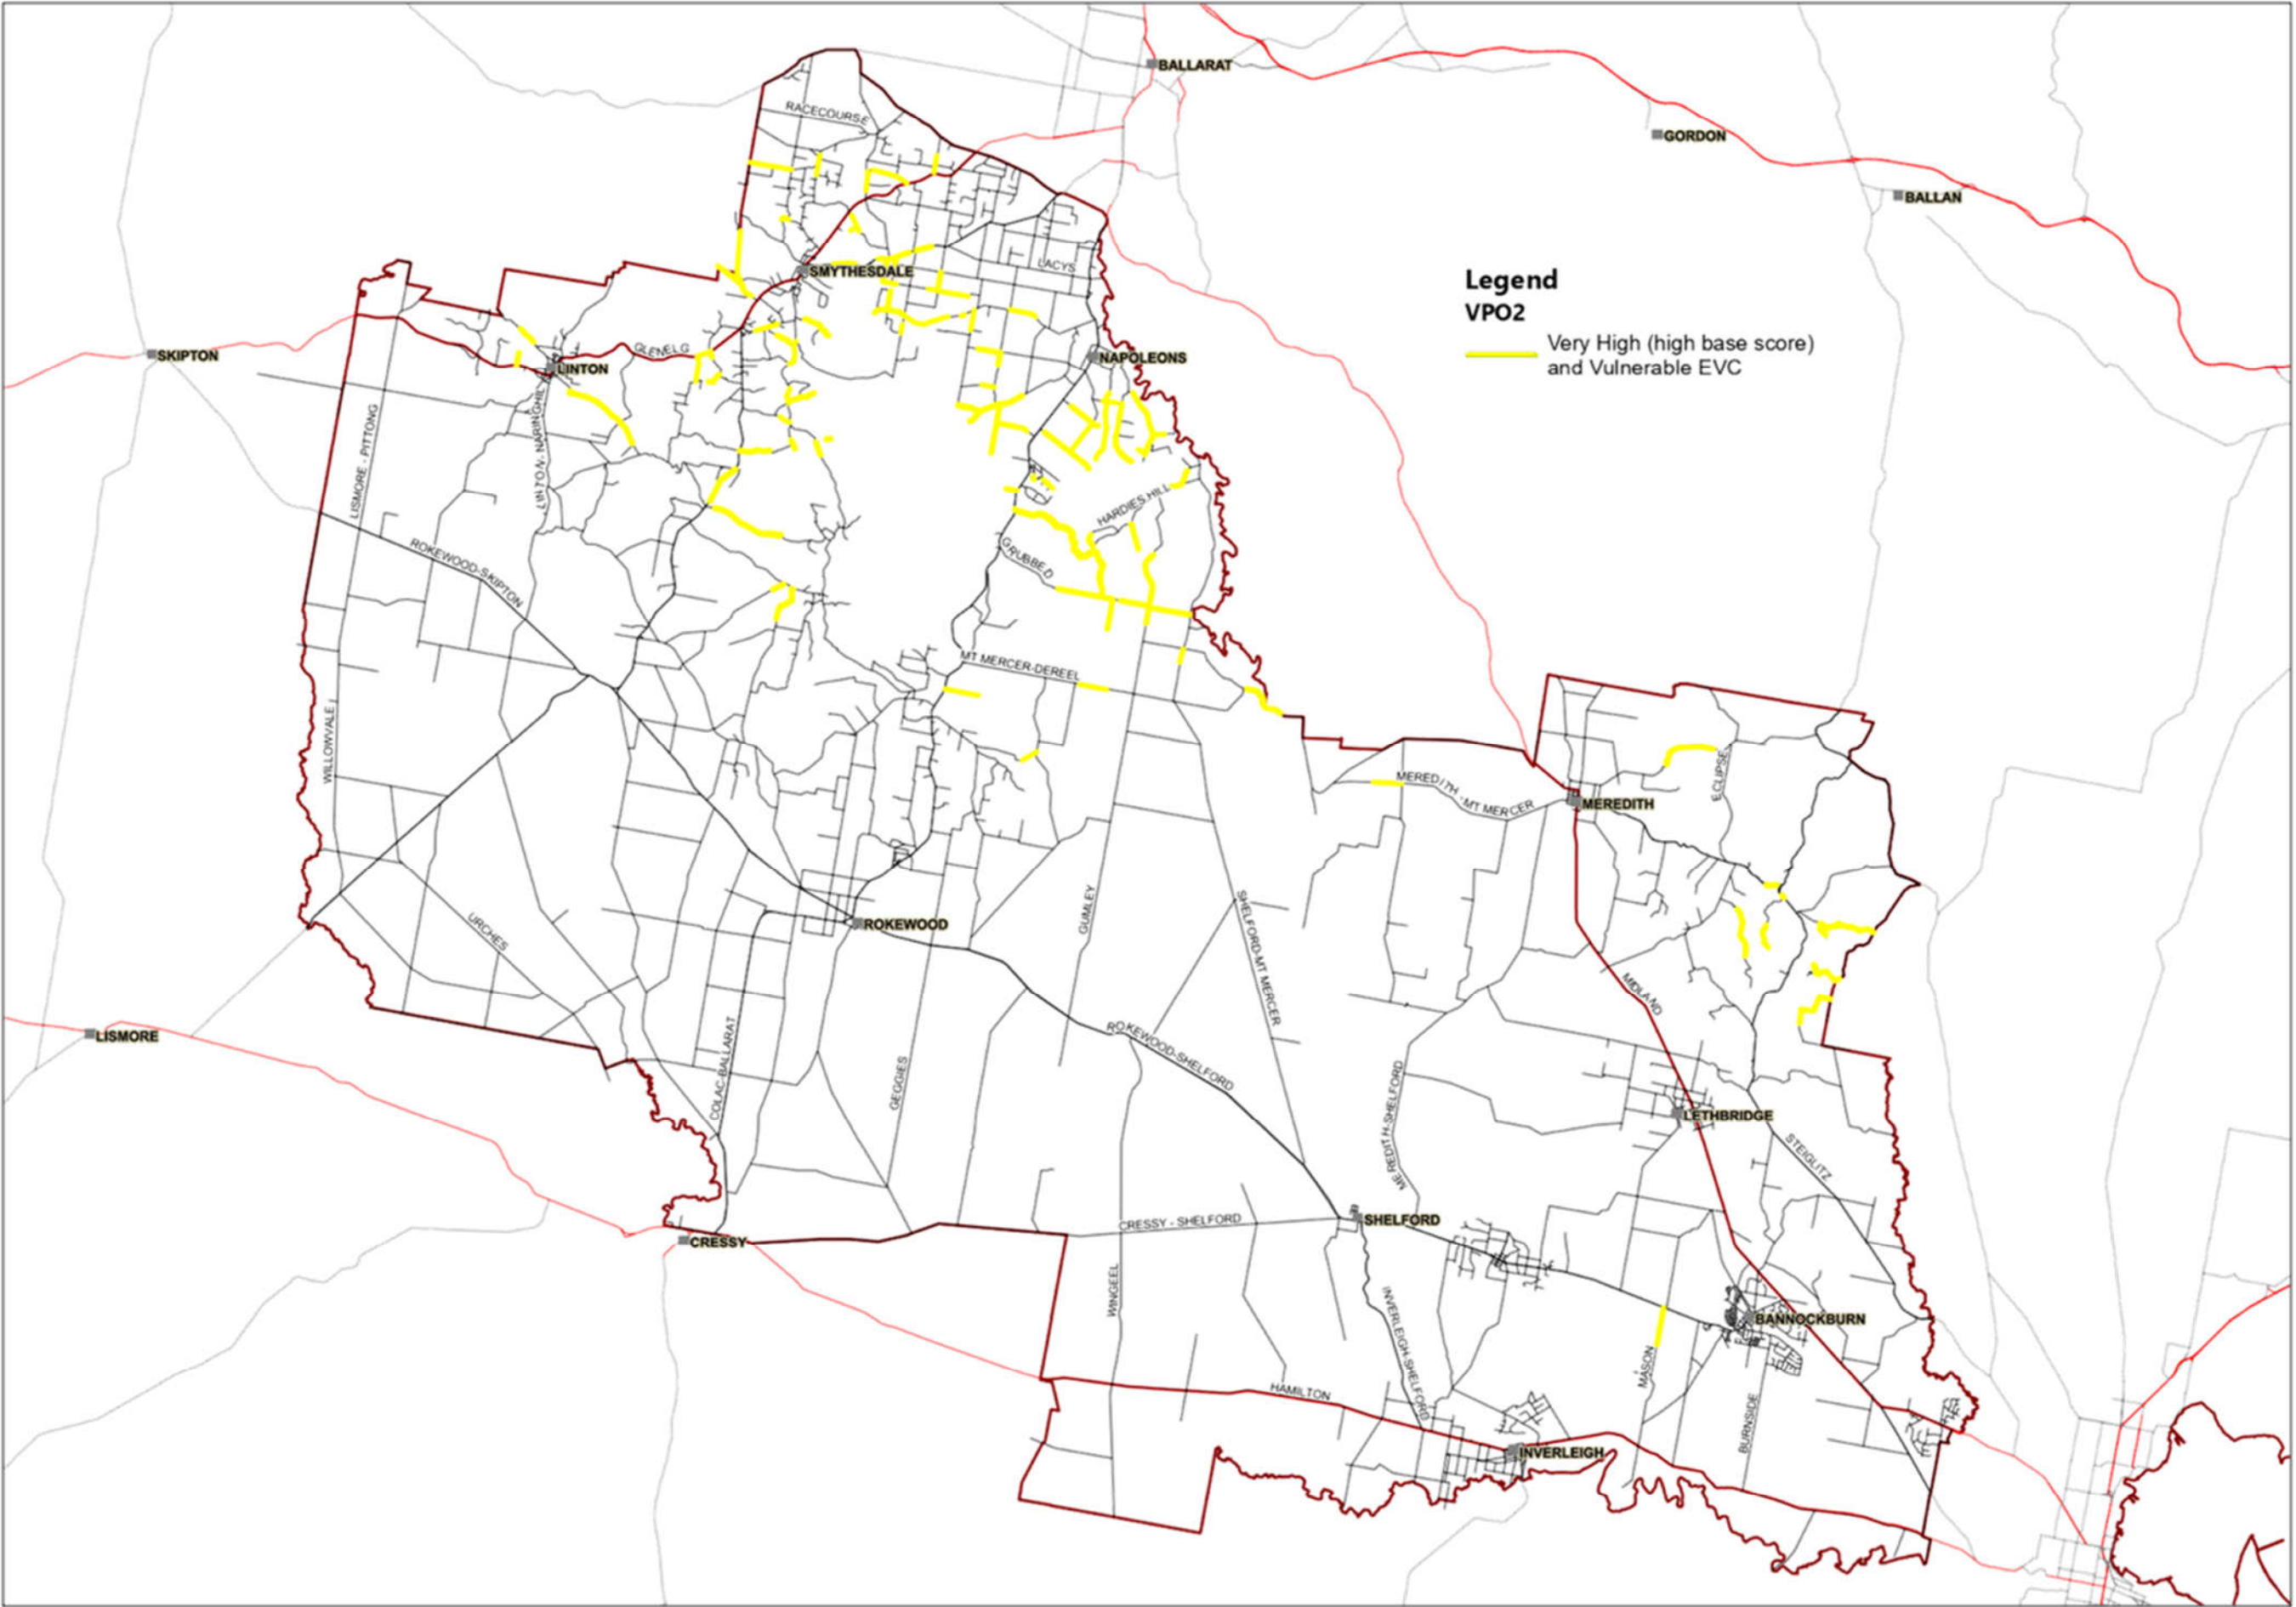 BALLARAT
RACECOURSE
GORDON
BALLAN
LACYS
SMYTHESDALE
Legend
VPO2
Very High (high base score)
and Vulnerable EVC
SKIPTON
GLENELG
LINTON
NAPOLEONS
LISMORE - PITTONG
LINTON - NARINGHIL
HARDIES HILL
ROKEWOOD-SKIPTON
GRUBBED
MT MERCER-DEREEL
WILLOWVALE
MEREDITH - MT MERCER
ECLIPSE
MEREDITH
ROKEWOOD
GUMLEY
SHELFORD-MT MERCER
URCHES
MIDLAND
LISMORE
COLAC-BALLARAT
GEGGIES
ROKEWOOD-SHELFORD
MEREDITH-SHELFORD
LETHBRIDGE
STEIGLITZ
CRESSY - SHELFORD
SHELFORD
CRESSY
WINGEEL
INVERLEIGH-SHELFORD
BANNOCKBURN
MASON
HAMILTON
BURNSIDE
INVERLEIGH